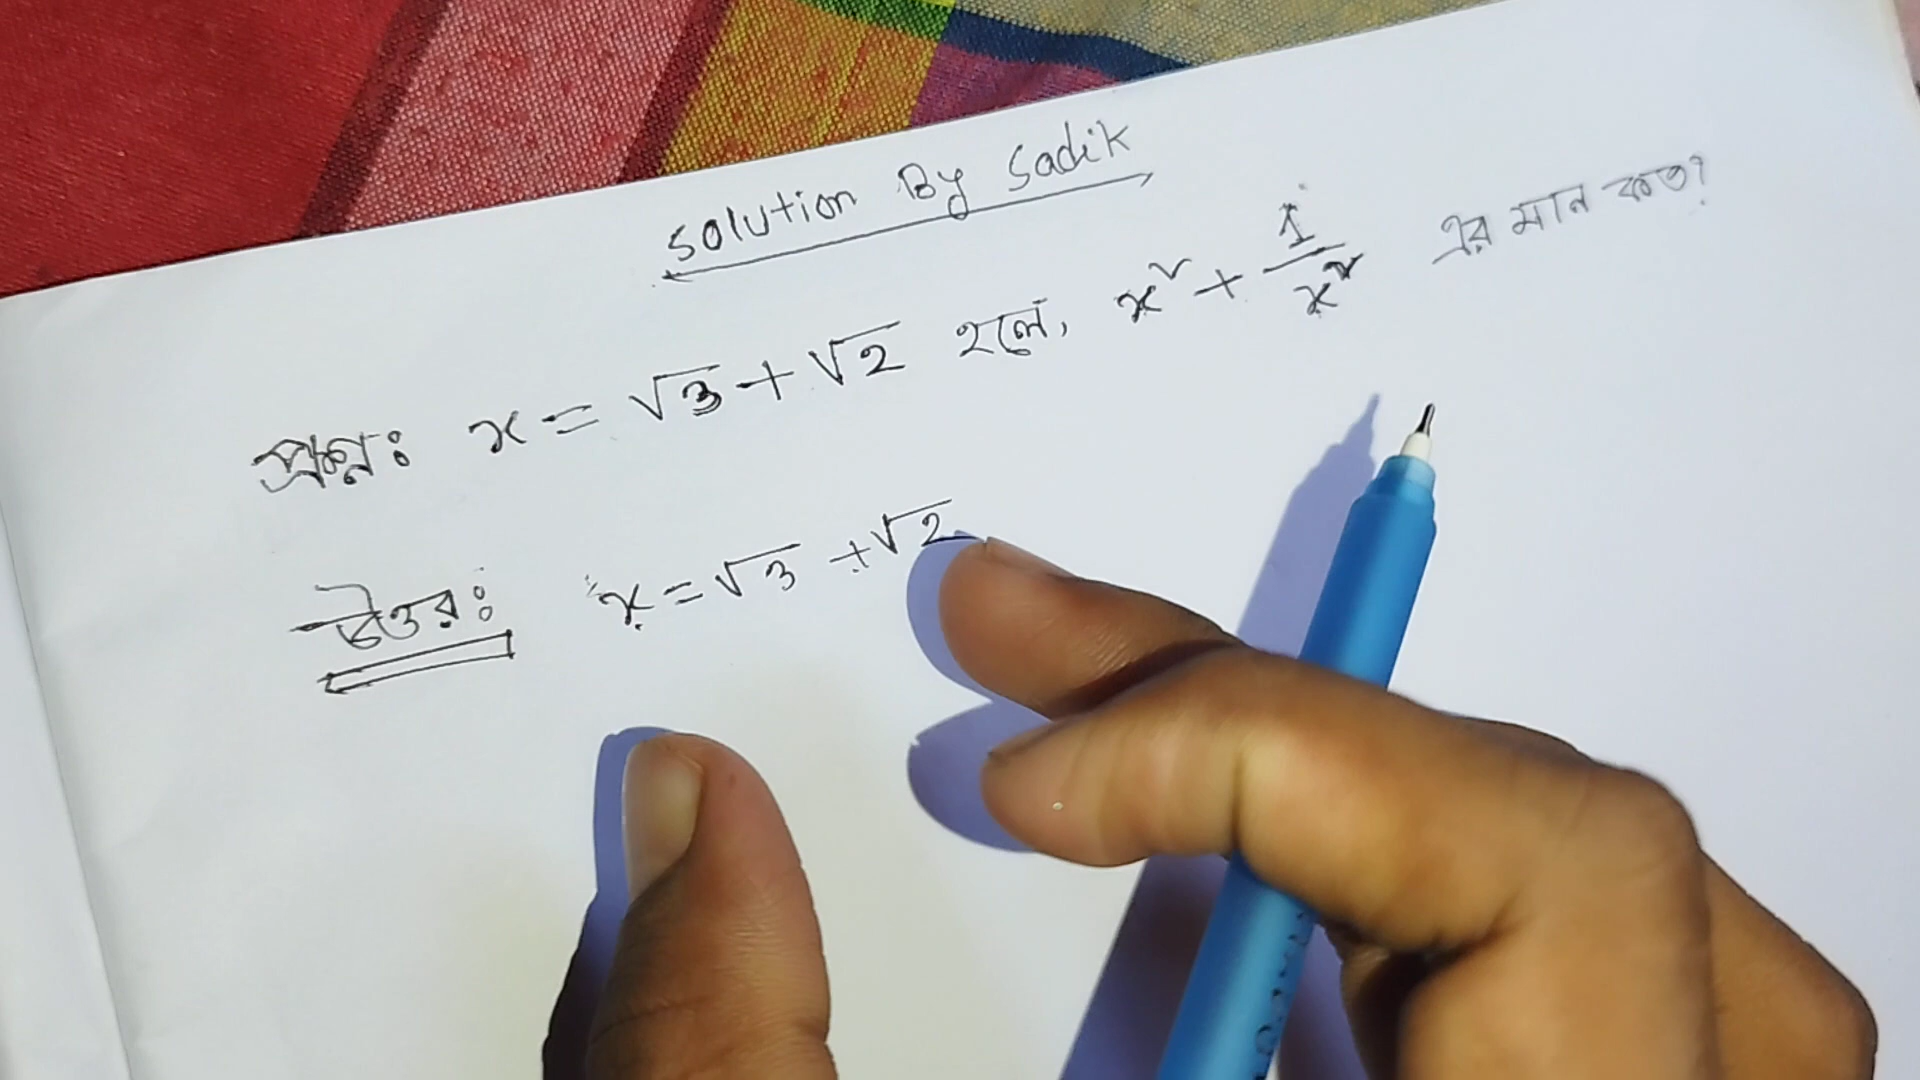 Solution By Sadik
প্রশ্নঃ x = √3 + √2 হলে, x² + 1/x² এর মান কত?
উত্তরঃ x = √3 + √2